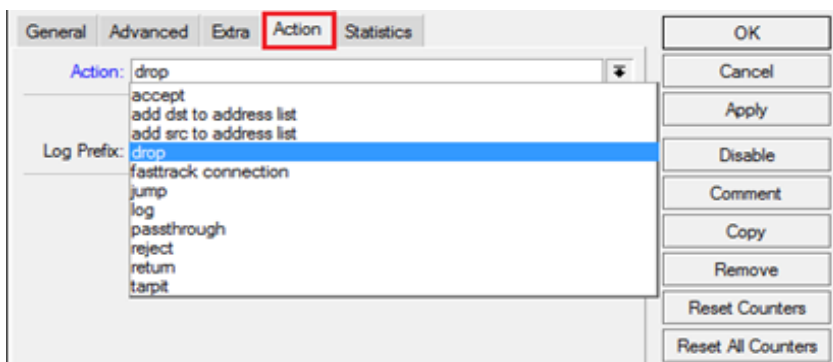 General Advanced Extra Action Statistics
Action: drop
accept
add dst to address list
add src to address list
Log Prefix: drop
fasttrack connection
jump
log
passthrough
reject
return
tarpit
OK
Cancel
Apply
Disable
Comment
Copy
Remove
Reset Counters
Reset All Counters